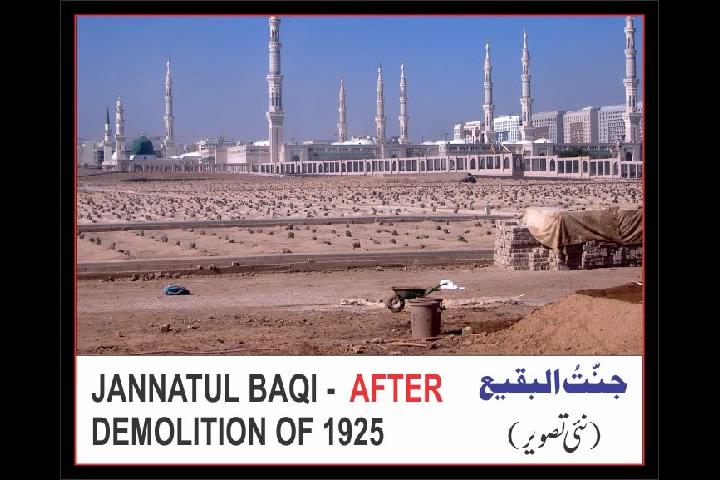 JANNATUL BAQI - AFTER
DEMOLITION OF 1925
جنّتُ البقیع
(نئی تصویر)